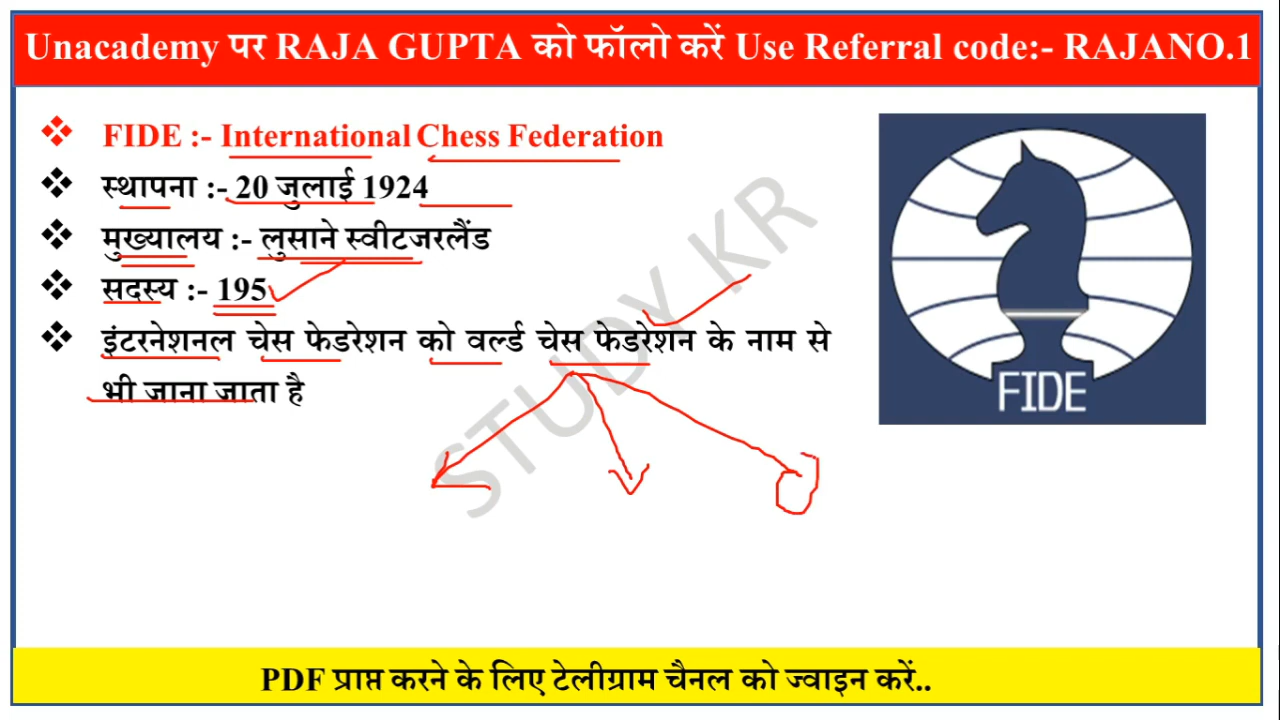 Unacademy पर RAJA GUPTA को फॉलो करें Use Referral code:- RAJANO.1
❖ FIDE :- International Chess Federation
❖ स्थापना :- 20 जुलाई 1924
❖ मुख्यालय :- लुसाने स्वीटजरलैंड
❖ सदस्य :- 195
❖ इंटरनेशनल चेस फेडरेशन को वर्ल्ड चेस फेडरेशन के नाम से
भी जाना जाता है
STUDY KR
FIDE
PDF प्राप्त करने के लिए टेलीग्राम चैनल को ज्वाइन करें..